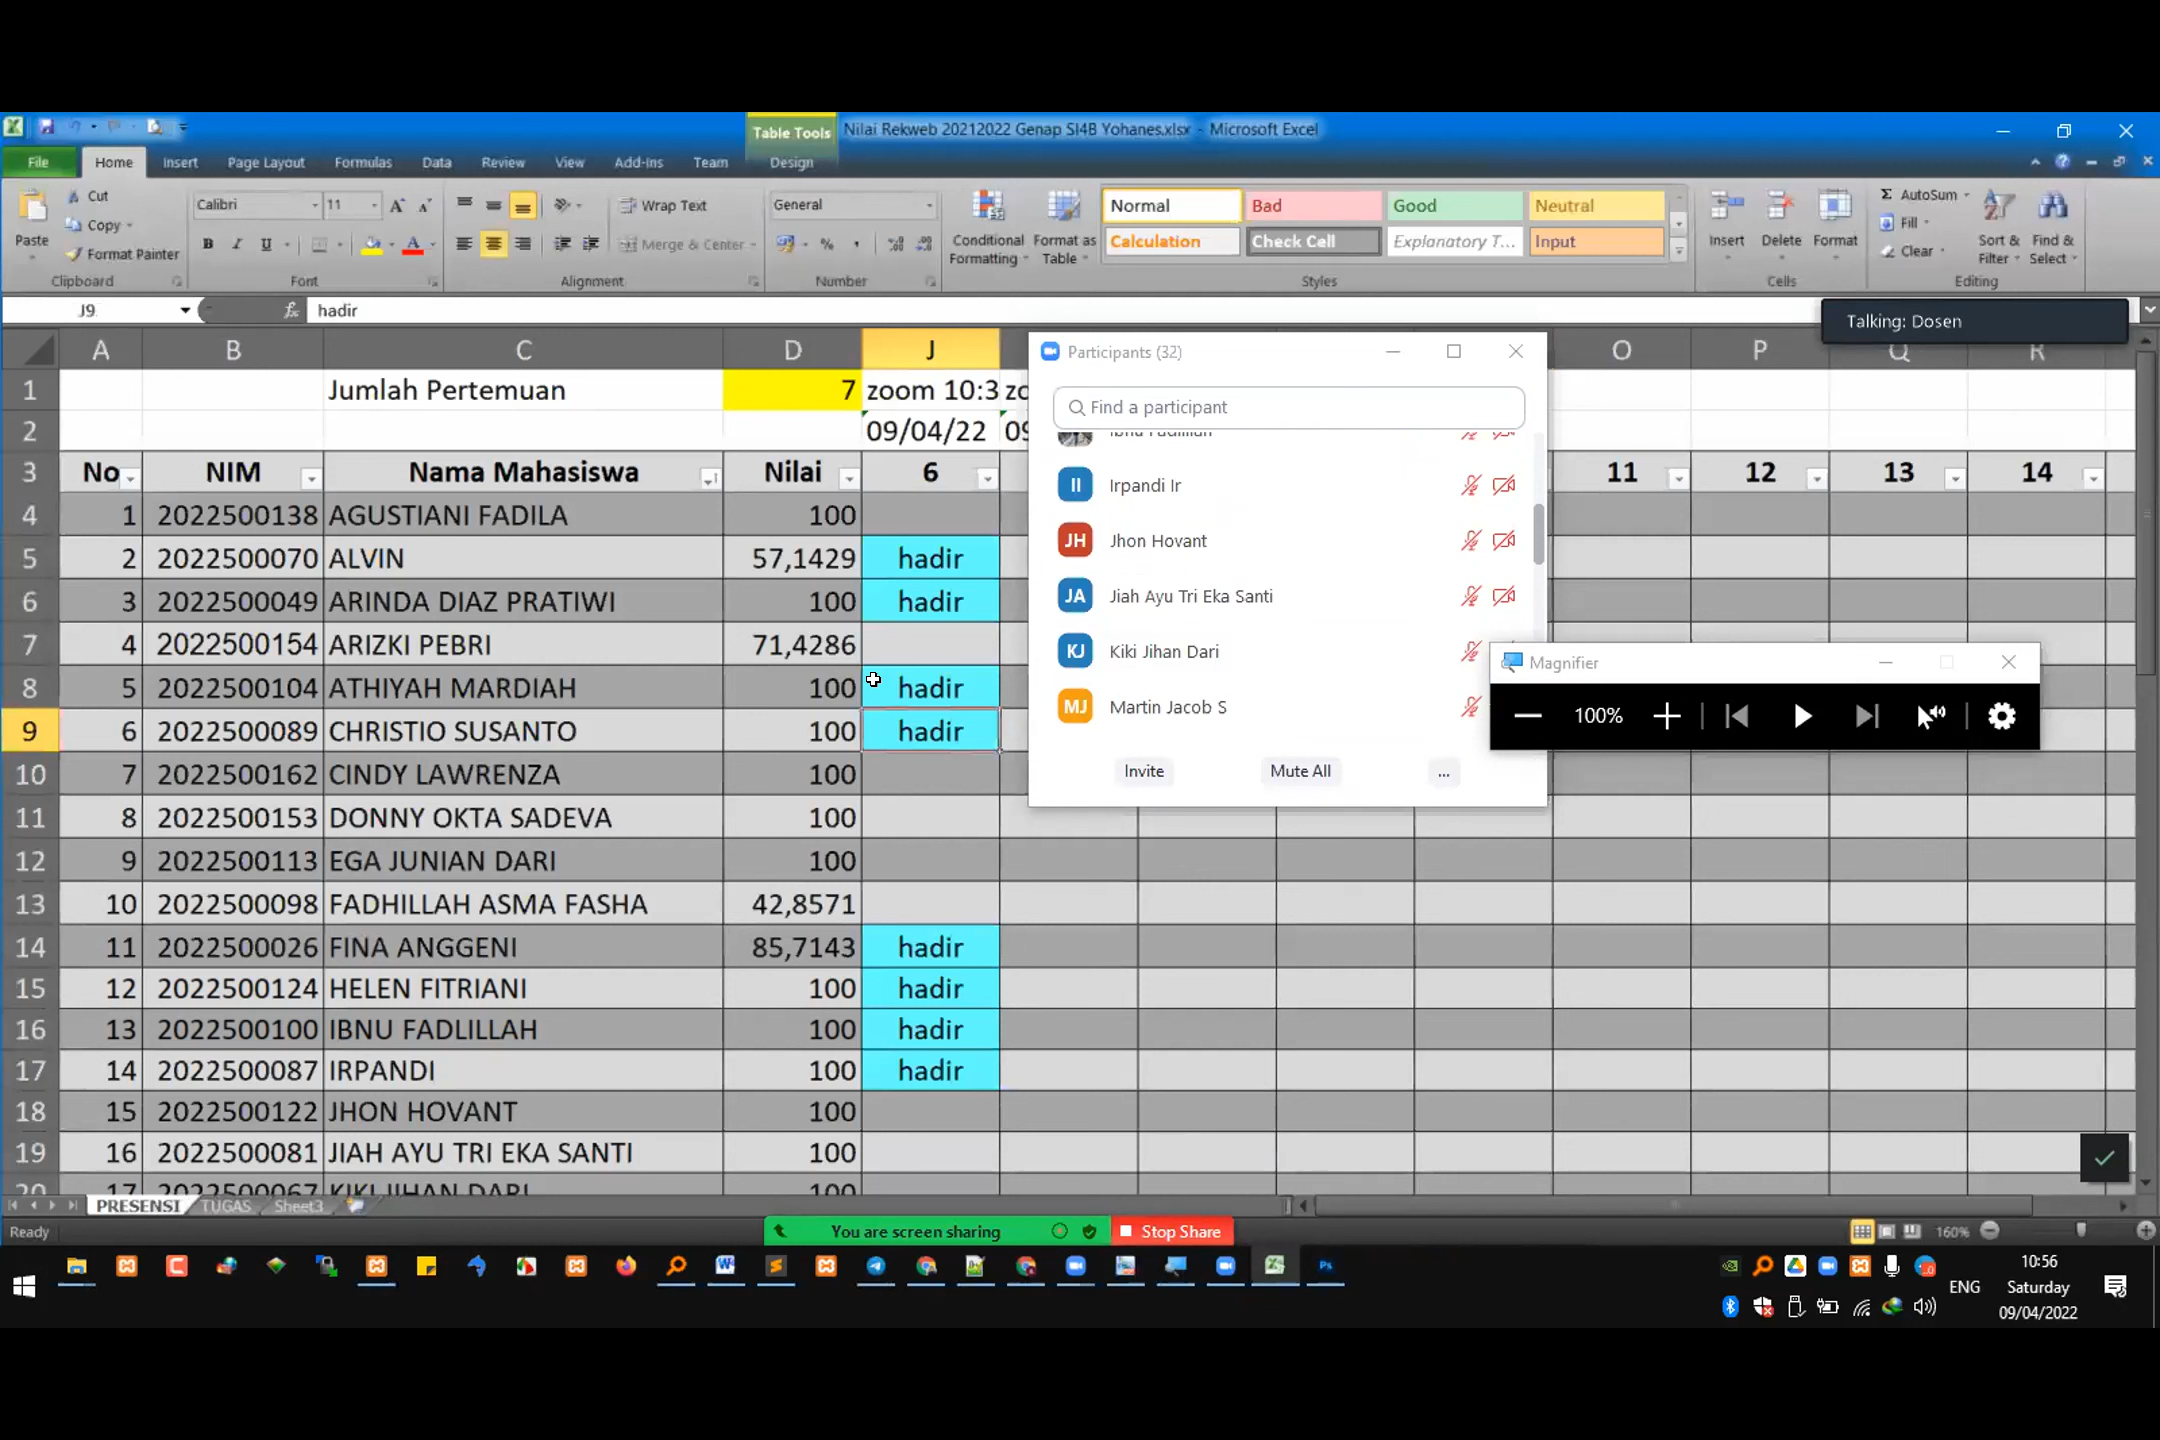 Table Tools
Nilai Rekweb 20212022 Genap SI4B Yohanes.xlsx - Microsoft Excel
File Home Insert Page Layout Formulas Data Review View Add-Ins Team Design
Cut
Copy
Format Painter
Paste
Clipboard
Calibri 11
B I U
Font
Wrap Text
Merge & Center
Alignment
General
%
Number
Conditional Formatting
Format as Table
Normal Bad Good Neutral
Calculation Check Cell Explanatory T... Input
Styles
Insert Delete Format
Cells
AutoSum
Fill
Clear
Sort & Filter
Find & Select
Editing
J9 fx hadir
Talking: Dosen
A B C D J O P Q R
1 Jumlah Pertemuan 7 zoom 10:3 zo
2 09/04/22 09
3 No NIM Nama Mahasiswa Nilai 6 11 12 13 14
4 1 2022500138 AGUSTIANI FADILA 100
5 2 2022500070 ALVIN 57,1429 hadir
6 3 2022500049 ARINDA DIAZ PRATIWI 100 hadir
7 4 2022500154 ARIZKI PEBRI 71,4286
8 5 2022500104 ATHIYAH MARDIAH 100 hadir
9 6 2022500089 CHRISTIO SUSANTO 100 hadir
10 7 2022500162 CINDY LAWRENZA 100
11 8 2022500153 DONNY OKTA SADEVA 100
12 9 2022500113 EGA JUNIAN DARI 100
13 10 2022500098 FADHILLAH ASMA FASHA 42,8571
14 11 2022500026 FINA ANGGENI 85,7143 hadir
15 12 2022500124 HELEN FITRIANI 100 hadir
16 13 2022500100 IBNU FADLILLAH 100 hadir
17 14 2022500087 IRPANDI 100 hadir
18 15 2022500122 JHON HOVANT 100
19 16 2022500081 JIAH AYU TRI EKA SANTI 100
20 17 2022500067 KIKI JIHAN DARI 100
Participants (32)
Find a participant
II Irpandi Ir
JH Jhon Hovant
JA Jiah Ayu Tri Eka Santi
KJ Kiki Jihan Dari
MJ Martin Jacob S
Invite Mute All ...
Magnifier
100%
PRESENSI TUGAS Sheet3
Ready
You are screen sharing
Stop Share
160%
ENG
10:56
Saturday
09/04/2022